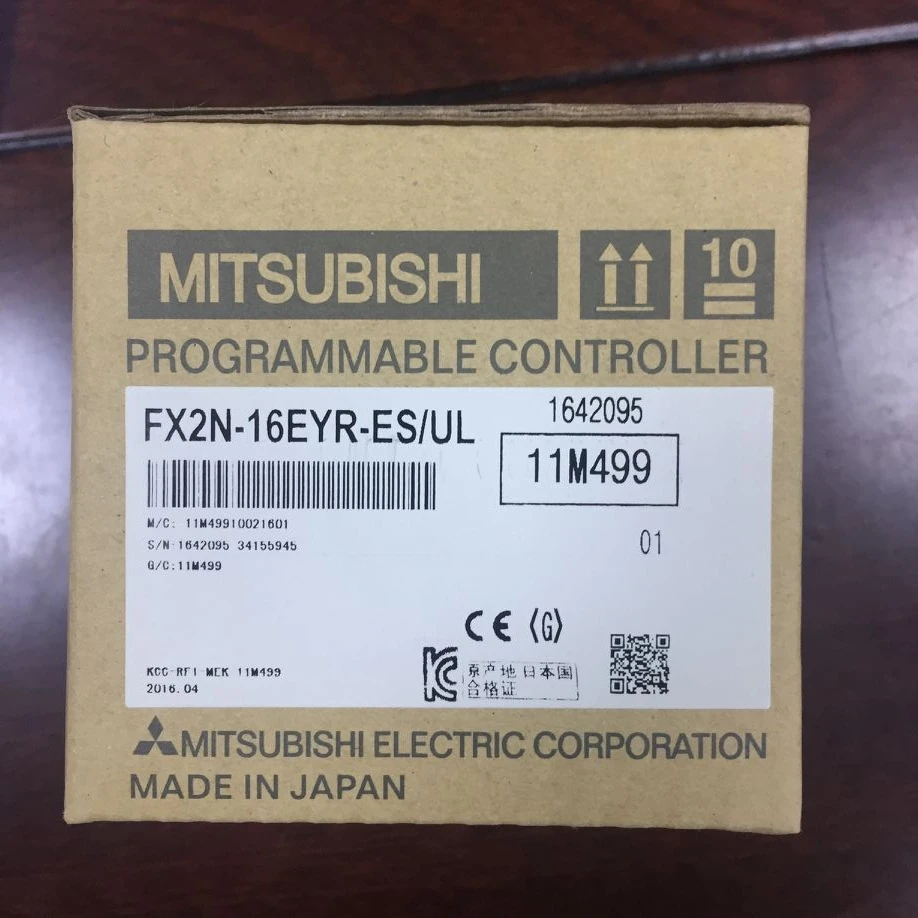 MITSUBISHI
10
PROGRAMMABLE CONTROLLER
FX2N-16EYR-ES/UL
1642095
11M499
M/C: 11M49910021601
S/N 1642095 34155945
G/C:11M499
01
CE 〈G〉
KCC-RF1-MEK 11M499
2016.04
原产地 日本国
合格证
MITSUBISHI ELECTRIC CORPORATION
MADE IN JAPAN